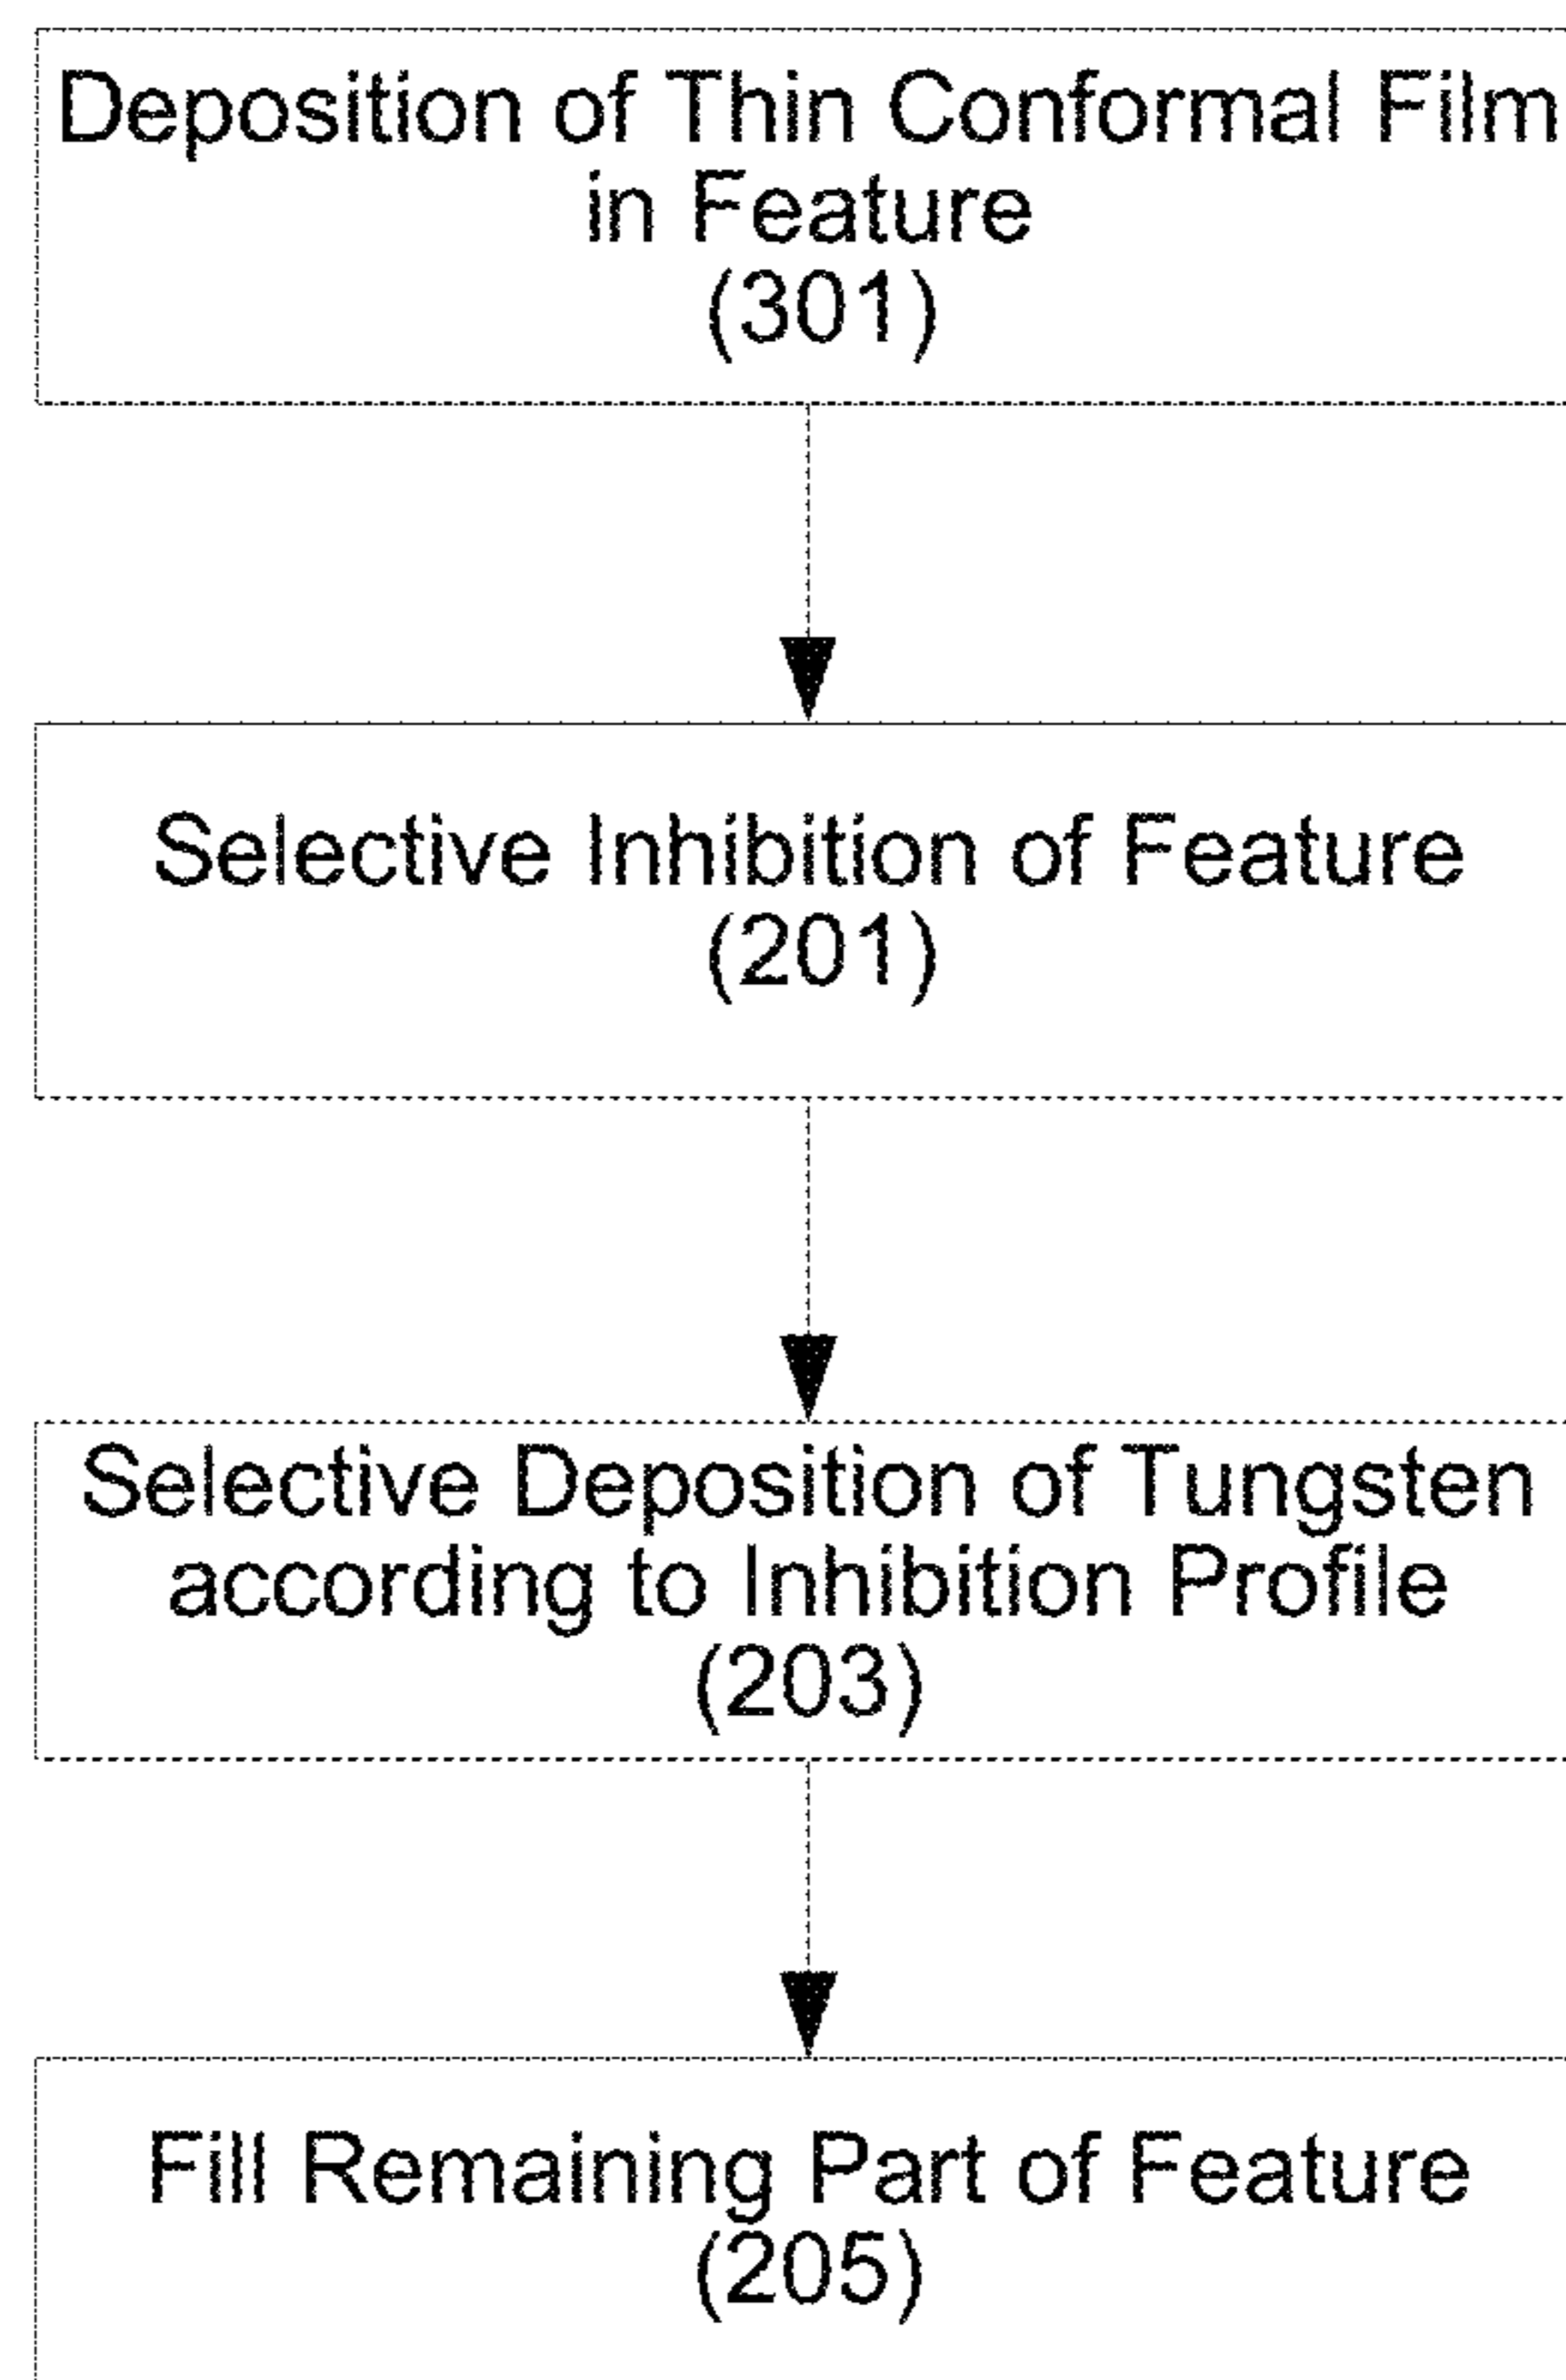 Deposition of Thin Conformal Film
in Feature
(301)
Selective Inhibition of Feature
(201)
Selective Deposition of Tungsten
according to Inhibition Profile
(203)
Fill Remaining Part of Feature
(205)